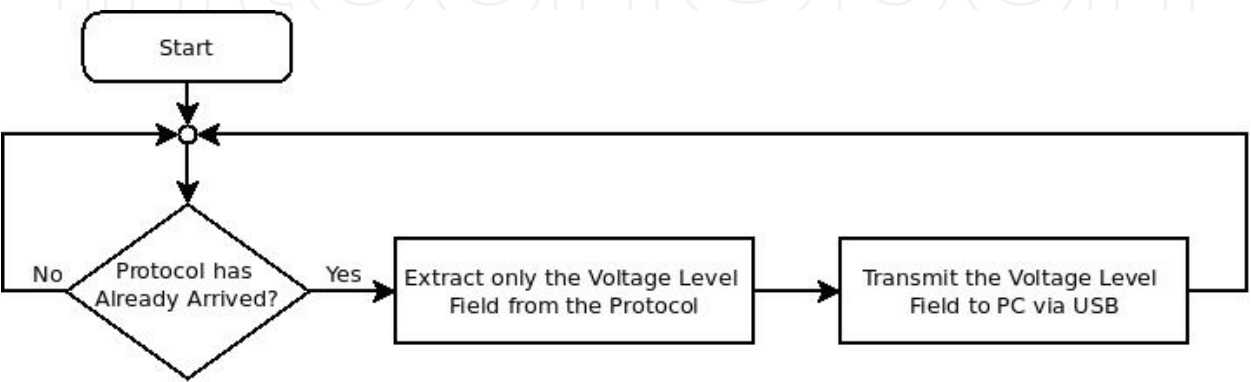 Start
No
Protocol has
Already Arrived?
Yes
Extract only the Voltage Level
Field from the Protocol
Transmit the Voltage Level
Field to PC via USB